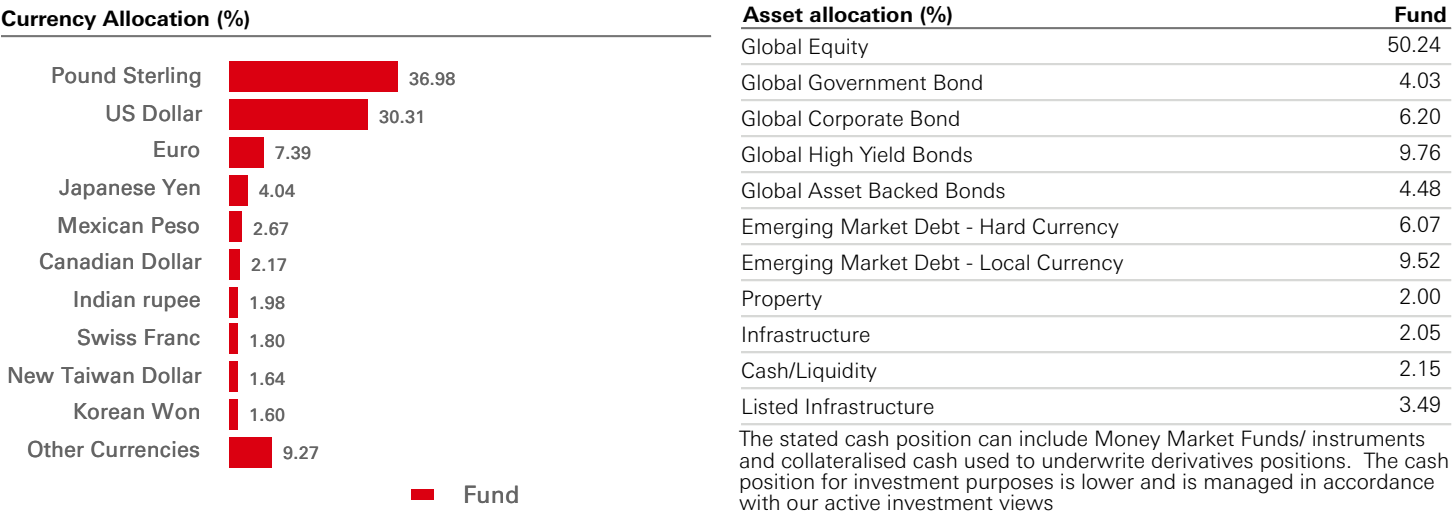 Currency Allocation (%)
Pound Sterling 36.98
US Dollar 30.31
Euro 7.39
Japanese Yen 4.04
Mexican Peso 2.67
Canadian Dollar 2.17
Indian rupee 1.98
Swiss Franc 1.80
New Taiwan Dollar 1.64
Korean Won 1.60
Other Currencies 9.27
Fund
Asset allocation (%) Fund
Global Equity 50.24
Global Government Bond 4.03
Global Corporate Bond 6.20
Global High Yield Bonds 9.76
Global Asset Backed Bonds 4.48
Emerging Market Debt - Hard Currency 6.07
Emerging Market Debt - Local Currency 9.52
Property 2.00
Infrastructure 2.05
Cash/Liquidity 2.15
Listed Infrastructure 3.49
The stated cash position can include Money Market Funds/ instruments
and collateralised cash used to underwrite derivatives positions.  The cash
position for investment purposes is lower and is managed in accordance
with our active investment views